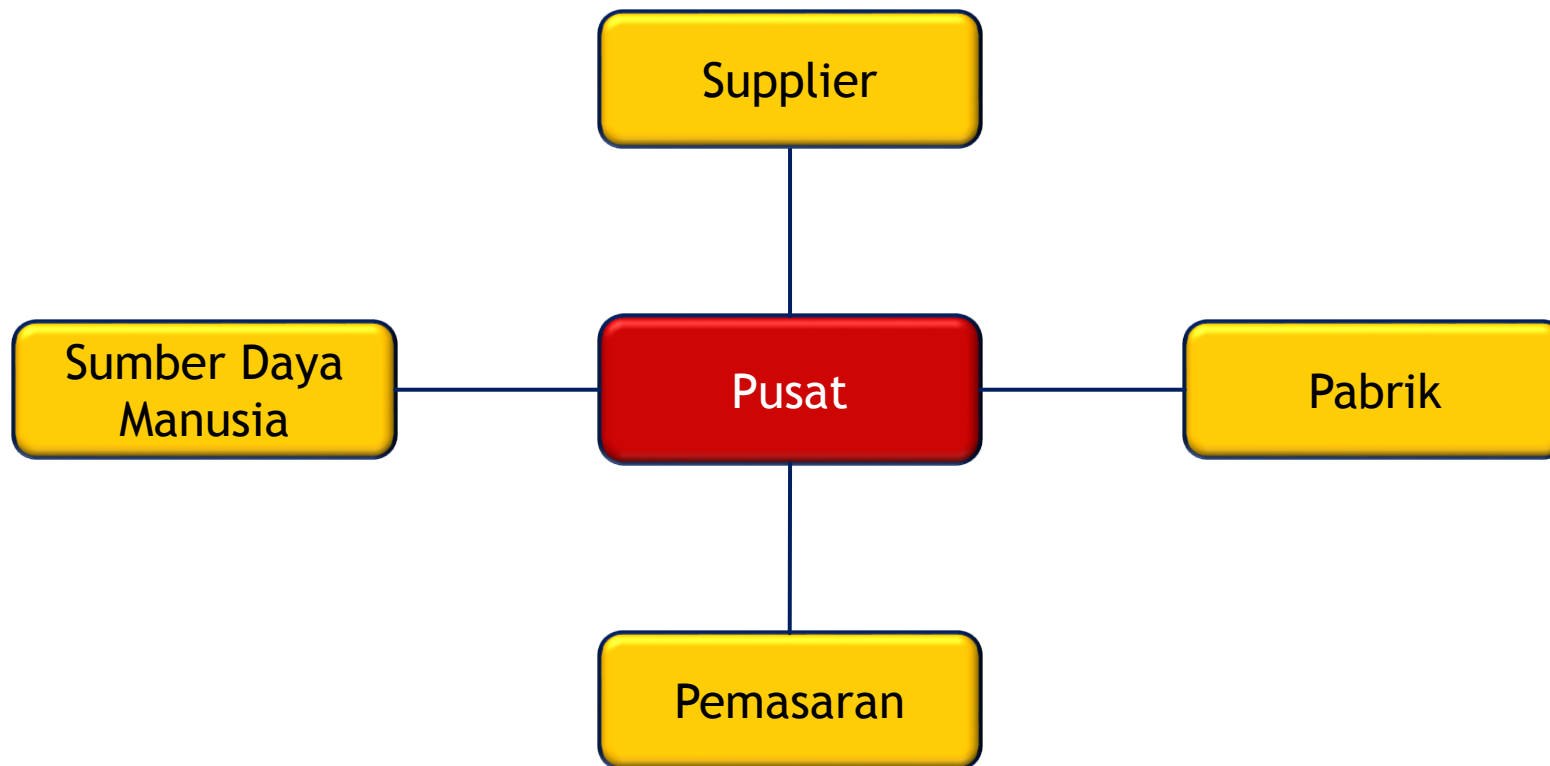 Supplier
Sumber Daya
Manusia
Pusat
Pabrik
Pemasaran